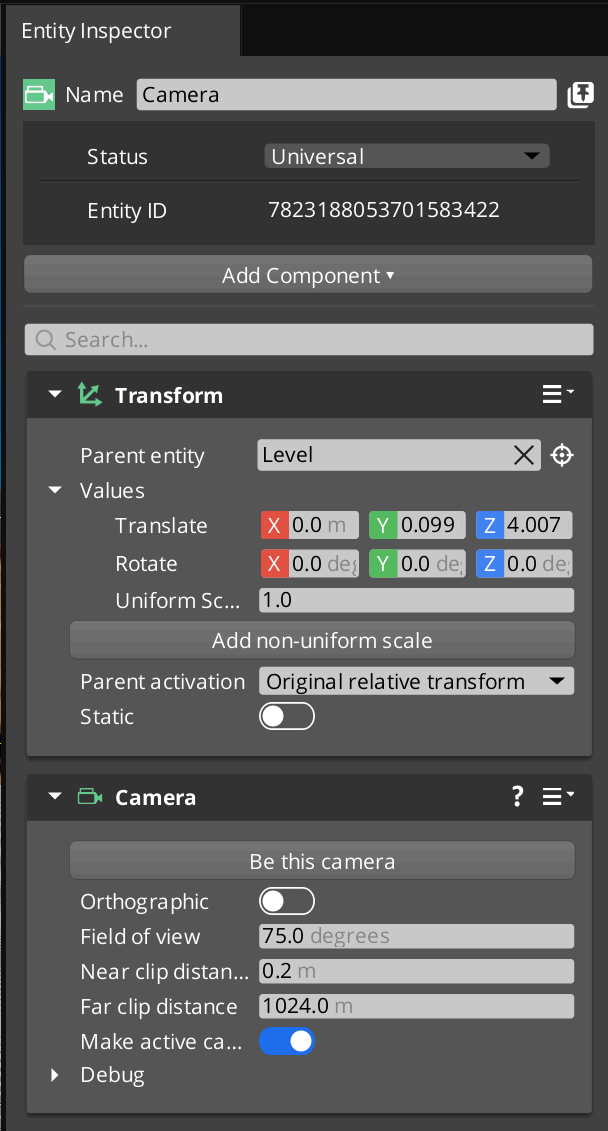 Entity Inspector
Name Camera
Status Universal
Entity ID 7823188053701583422
Add Component
Search...
Transform
Parent entity Level
Values
Translate X 0.0 m Y 0.099 Z 4.007
Rotate X 0.0 deg Y 0.0 de Z 0.0 de
Uniform Sc... 1.0
Add non-uniform scale
Parent activation Original relative transform
Static
Camera ?
Be this camera
Orthographic
Field of view 75.0 degrees
Near clip distan... 0.2 m
Far clip distance 1024.0 m
Make active ca...
Debug